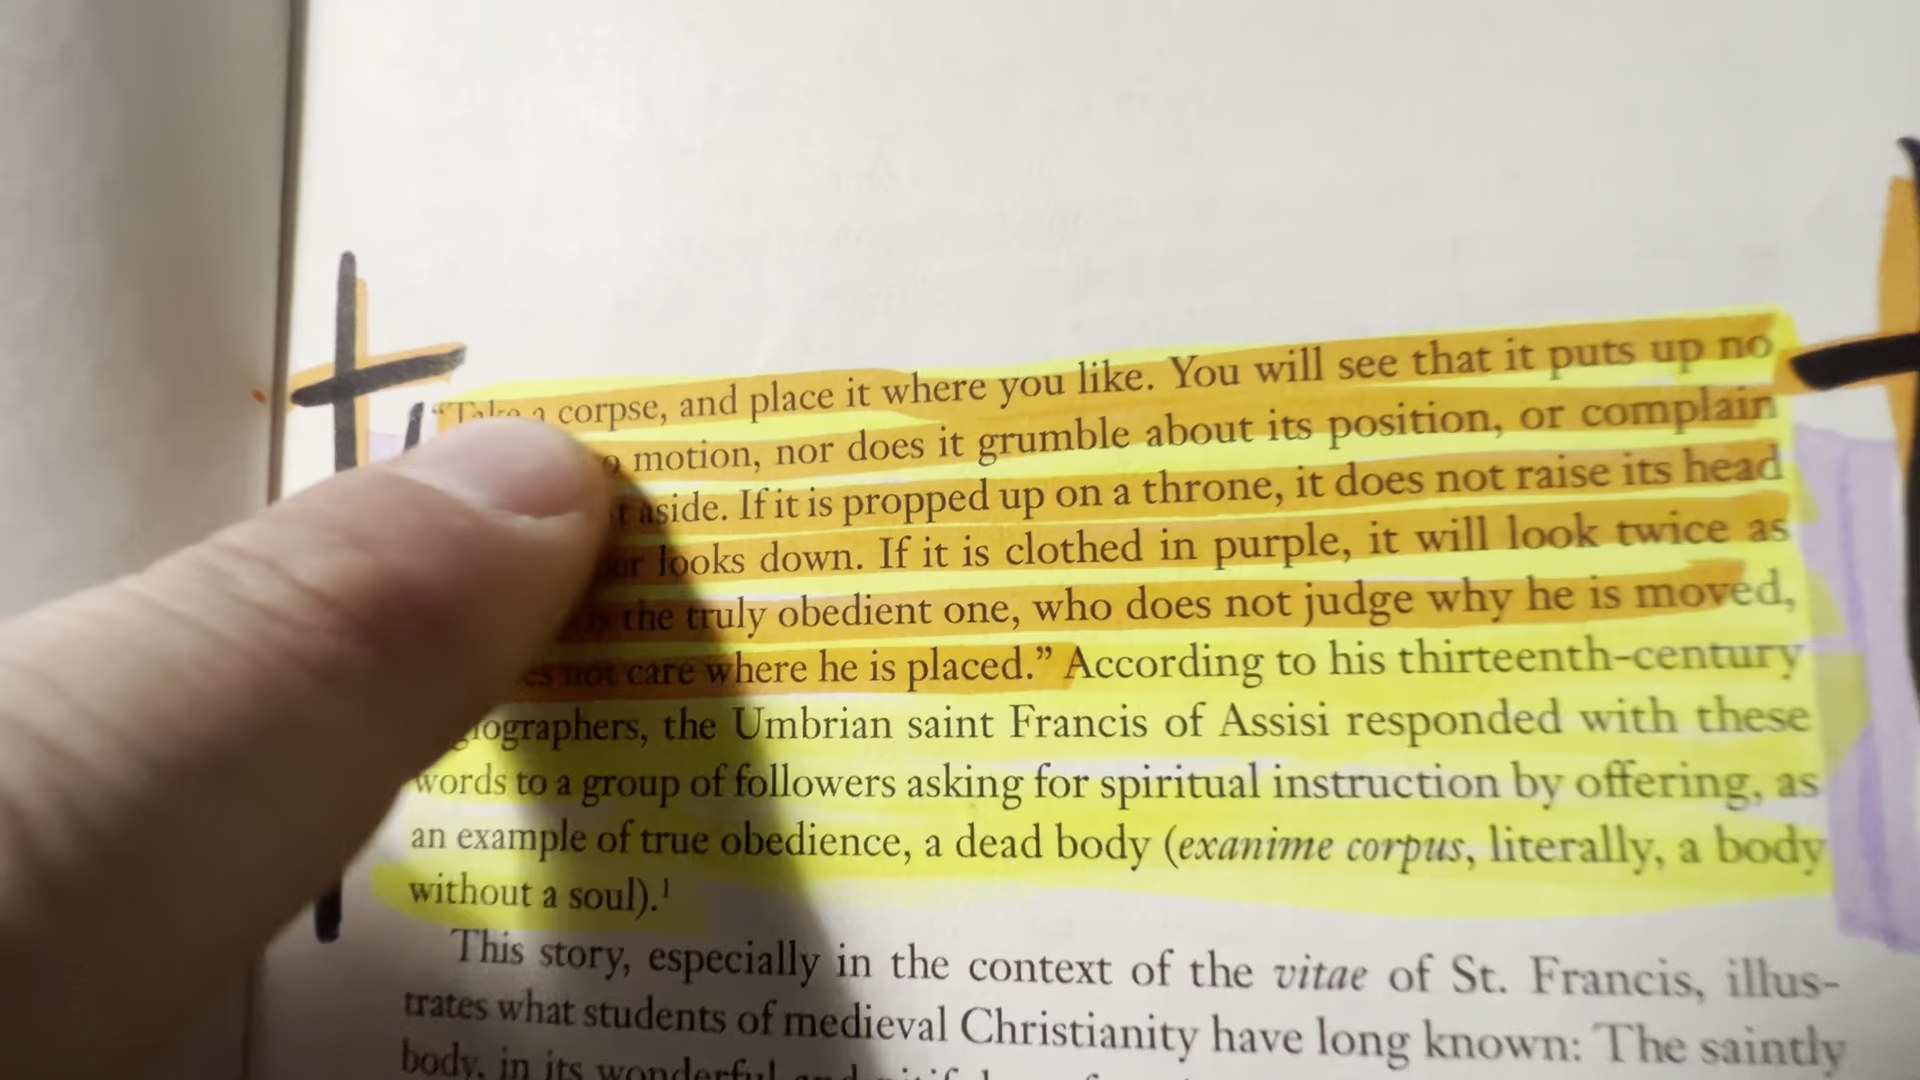 “Take a corpse, and place it where you like. You will see that it puts up no
motion, nor does it grumble about its position, or complain
aside. If it is propped up on a throne, it does not raise its head
looks down. If it is clothed in purple, it will look twice as
the truly obedient one, who does not judge why he is moved,
not care where he is placed.” According to his thirteenth-century
the Umbrian saint Francis of Assisi responded with these
words to a group of followers asking for spiritual instruction by offering, as
an example of true obedience, a dead body (exanime corpus, literally, a body
without a soul).¹
This story, especially in the context of the vitae of St. Francis, illus-
trates what students of medieval Christianity have long known: The saintly
body, in its wonderful and